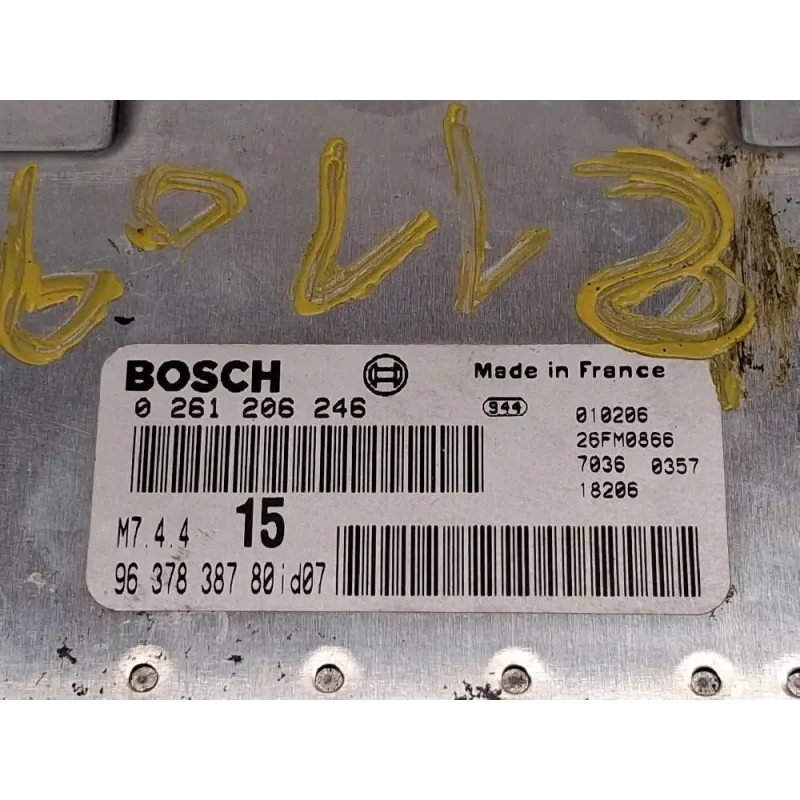 BOSCH
Made in France
0 261 206 246
944
010206
26FM0866
7036 0357
18206
M7.4.4 15
96 378 387 80id07